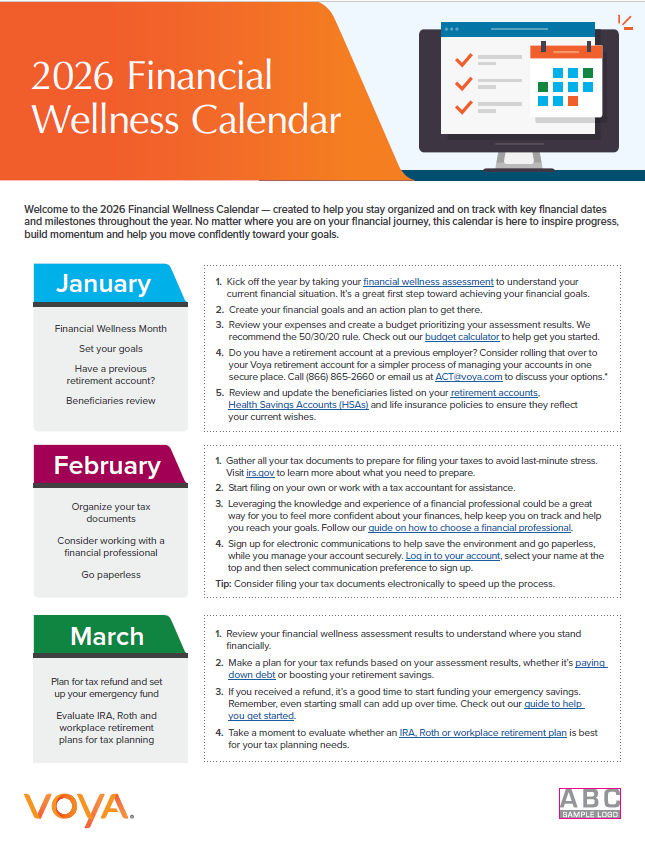 2026 Financial
Wellness Calendar
Welcome to the 2026 Financial Wellness Calendar — created to help you stay organized and on track with key financial dates
and milestones throughout the year. No matter where you are on your financial journey, this calendar is here to inspire progress,
build momentum and help you move confidently toward your goals.
January
Financial Wellness Month
Set your goals
Have a previous
retirement account?
Beneficiaries review
1. Kick off the year by taking your financial wellness assessment to understand your
current financial situation. It's a great first step toward achieving your financial goals.
2. Create your financial goals and an action plan to get there.
3. Review your expenses and create a budget prioritizing your assessment results. We
recommend the 50/30/20 rule. Check out our budget calculator to help get you started.
4. Do you have a retirement account at a previous employer? Consider rolling that over to
your Voya retirement account for a simpler process of managing your accounts in one
secure place. Call (866) 865-2660 or email us at ACT@voya.com to discuss your options.*
5. Review and update the beneficiaries listed on your retirement accounts,
Health Savings Accounts (HSAs) and life insurance policies to ensure they reflect
your current wishes.
February
Organize your tax
documents
Consider working with a
financial professional
Go paperless
1. Gather all your tax documents to prepare for filing your taxes to avoid last-minute stress.
Visit irs.gov to learn more about what you need to prepare.
2. Start filing on your own or work with a tax accountant for assistance.
3. Leveraging the knowledge and experience of a financial professional could be a great
way for you to feel more confident about your finances, help keep you on track and help
you reach your goals. Follow our guide on how to choose a financial professional.
4. Sign up for electronic communications to help save the environment and go paperless,
while you manage your account securely. Log in to your account, select your name at the
top and then select communication preference to sign up.
Tip: Consider filing your tax documents electronically to speed up the process.
March
Plan for tax refund and set
up your emergency fund
Evaluate IRA, Roth and
workplace retirement
plans for tax planning
1. Review your financial wellness assessment results to understand where you stand
financially.
2. Make a plan for your tax refunds based on your assessment results, whether it's paying
down debt or boosting your retirement savings.
3. If you received a refund, it's a good time to start funding your emergency savings.
Remember, even starting small can add up over time. Check out our guide to help
you get started.
4. Take a moment to evaluate whether an IRA, Roth or workplace retirement plan is best
for your tax planning needs.
VOYA®
ABC
SAMPLE LOGO